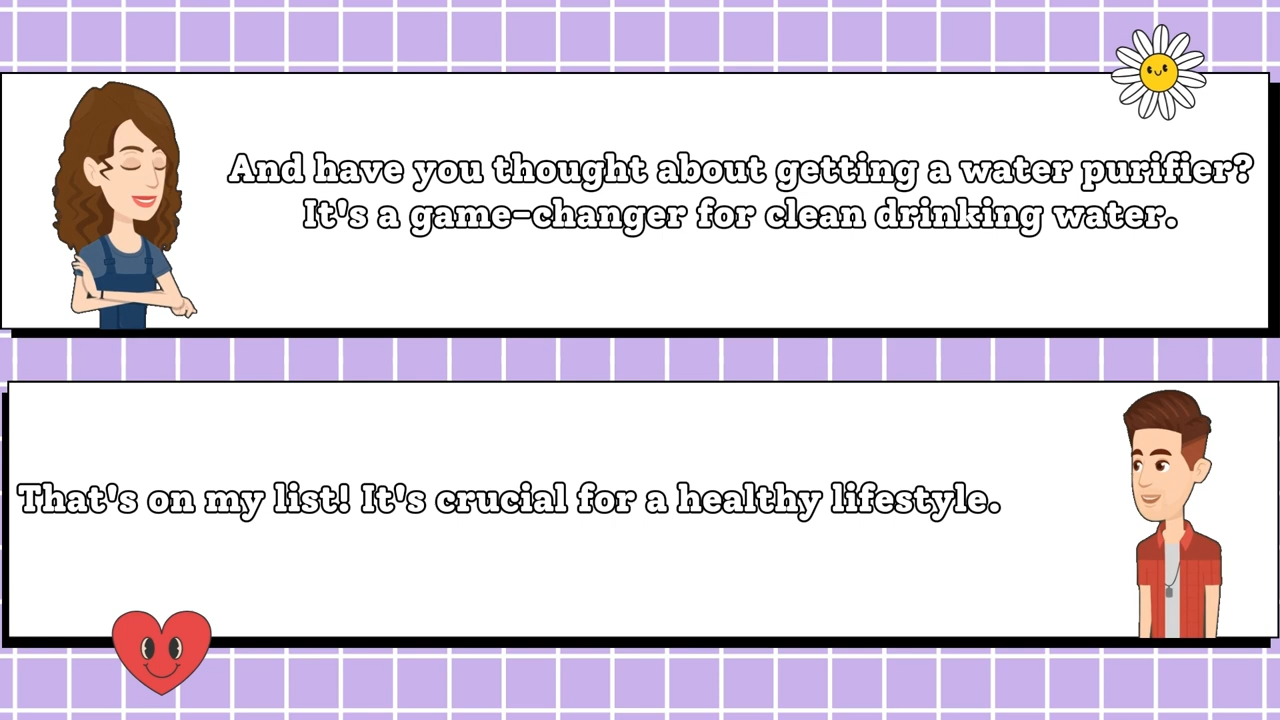 And have you thought about getting a water purifier?
It's a game-changer for clean drinking water.
That's on my list! It's crucial for a healthy lifestyle.